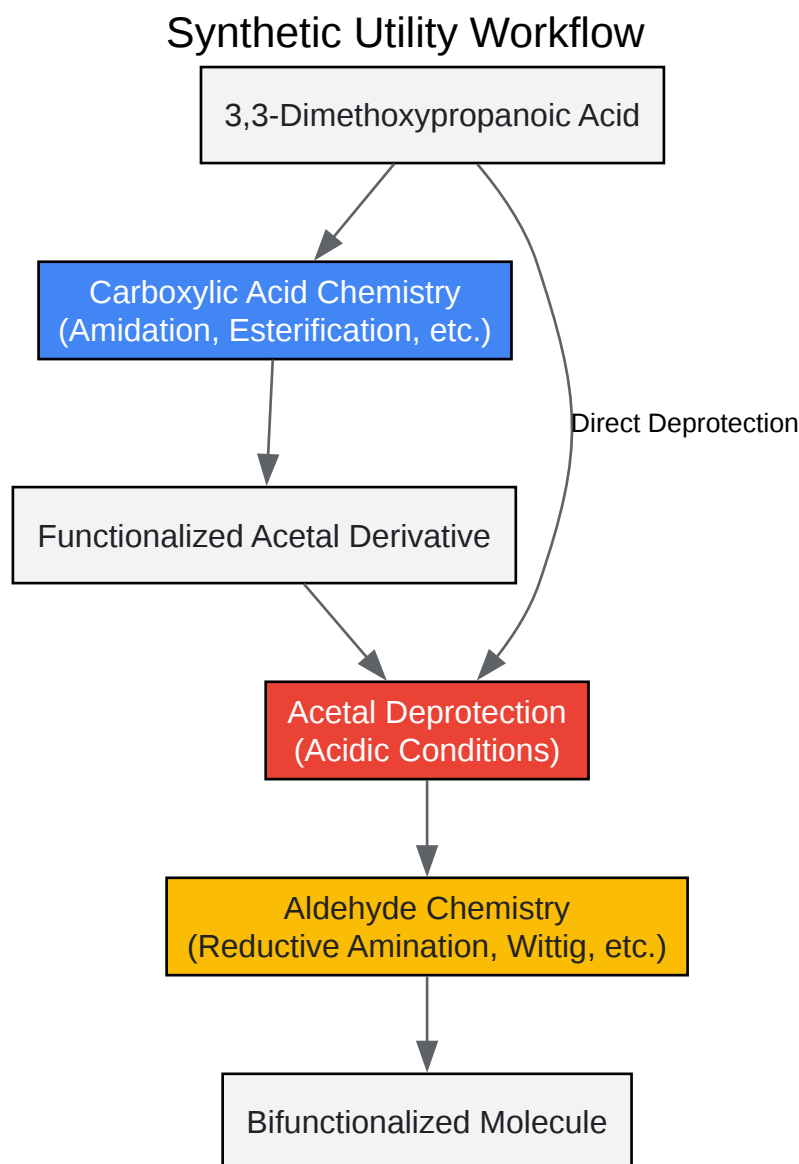 Synthetic Utility Workflow
3,3-Dimethoxypropanoic Acid
Carboxylic Acid Chemistry
(Amidation, Esterification, etc.)
Direct Deprotection
Functionalized Acetal Derivative
Acetal Deprotection
(Acidic Conditions)
Aldehyde Chemistry
(Reductive Amination, Wittig, etc.)
Bifunctionalized Molecule